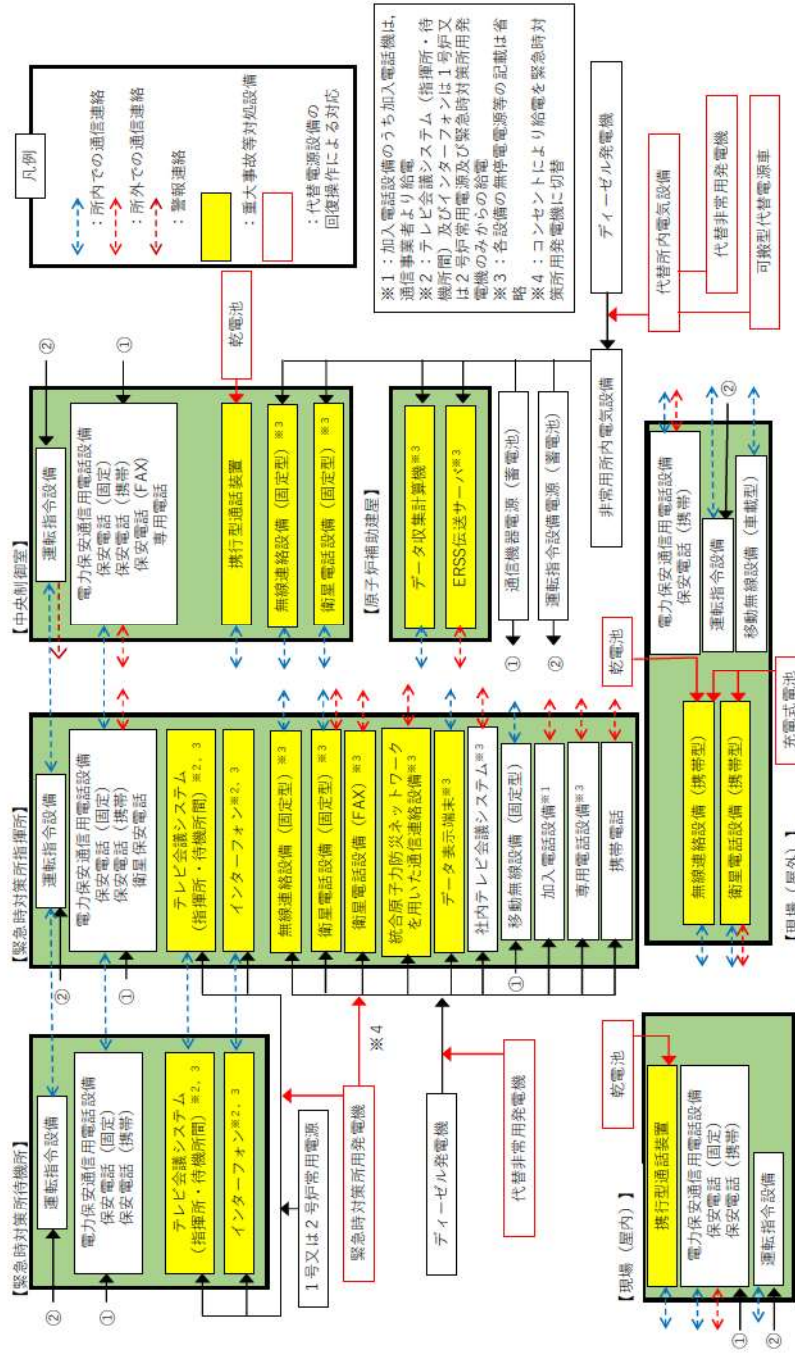 【緊急時対策所待機所】
②
運転指令設備
①
電力保安通信用電話設備
保安電話（固定）
保安電話（携帯）
テレビ会議システム
（指揮所・待機所間）※2，3
インターフォン※2，3
1号又は2号炉常用電源
緊急時対策所用発電機
※4
ディーゼル発電機
代替非常用発電機
【緊急時対策所指揮所】
②
運転指令設備
①
電力保安通信用電話設備
保安電話（固定）
保安電話（携帯）
衛星保安電話
テレビ会議システム
（指揮所・待機所間）※2，3
インターフォン※2，3
無線連絡設備（固定型）※3
衛星電話設備（固定型）※3
衛星電話設備（FAX）※3
統合原子力防災ネットワーク
を用いた通信連絡設備※3
データ表示端末※3
社内テレビ会議システム※3
①
移動無線設備（固定型）
加入電話設備※1
専用電話設備※3
携帯電話
【中央制御室】
運転指令設備
②
電力保安通信用電話設備
保安電話（固定）
保安電話（携帯）
保安電話（FAX）
専用電話
①
携行型通話装置
乾電池
無線連絡設備（固定型）※3
衛星電話設備（固定型）※3
【原子炉補助建屋】
データ収集計算機※3
ERSS伝送サーバ※3
①
通信機器電源（蓄電池）
②
運転指令設備電源（蓄電池）
非常用所内電気設備
ディーゼル発電機
代替所内電気設備
代替非常用発電機
可搬型代替電源車
凡例
：所内での通信連絡
：所外での通信連絡
：警報連絡
：重大事故等対処設備
：代替電源設備の
回復操作による対応
※1：加入電話設備のうち加入電話機は，
通信事業者より給電
※2：テレビ会議システム（指揮所・待
機所間）及びインターフォンは1号炉又
は2号炉常用電源及び緊急時対策所用発
電機のみからの給電
※3：各設備の無停電電源等の記載は省
略
※4：コンセントにより給電を緊急時対
策所用発電機に切替
【現場（屋内）】
携行型通話装置
乾電池
電力保安通信用電話設備
保安電話（固定）
保安電話（携帯）
①
運転指令設備
②
【現場（屋外）】
無線連絡設備（携帯型）
衛星電話設備（携帯型）
乾電池
充電式電池
電力保安通信用電話設備
保安電話（携帯）
運転指令設備
②
移動無線設備（車載型）